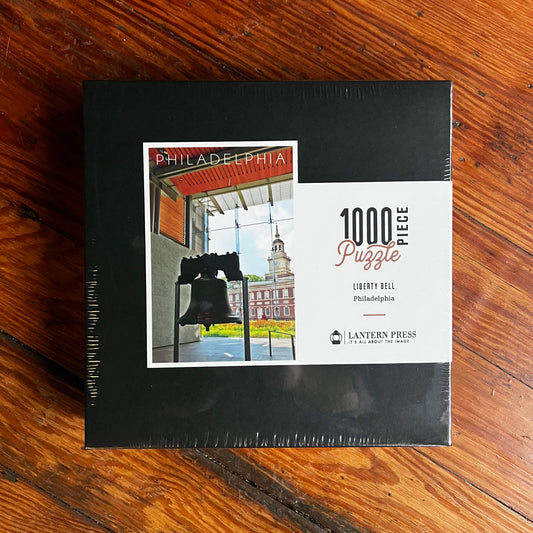 PHILADELPHIA
1000
PIECE
Puzzle
LIBERTY BELL
Philadelphia
LANTERN PRESS
IT'S ALL ABOUT THE IMAGE